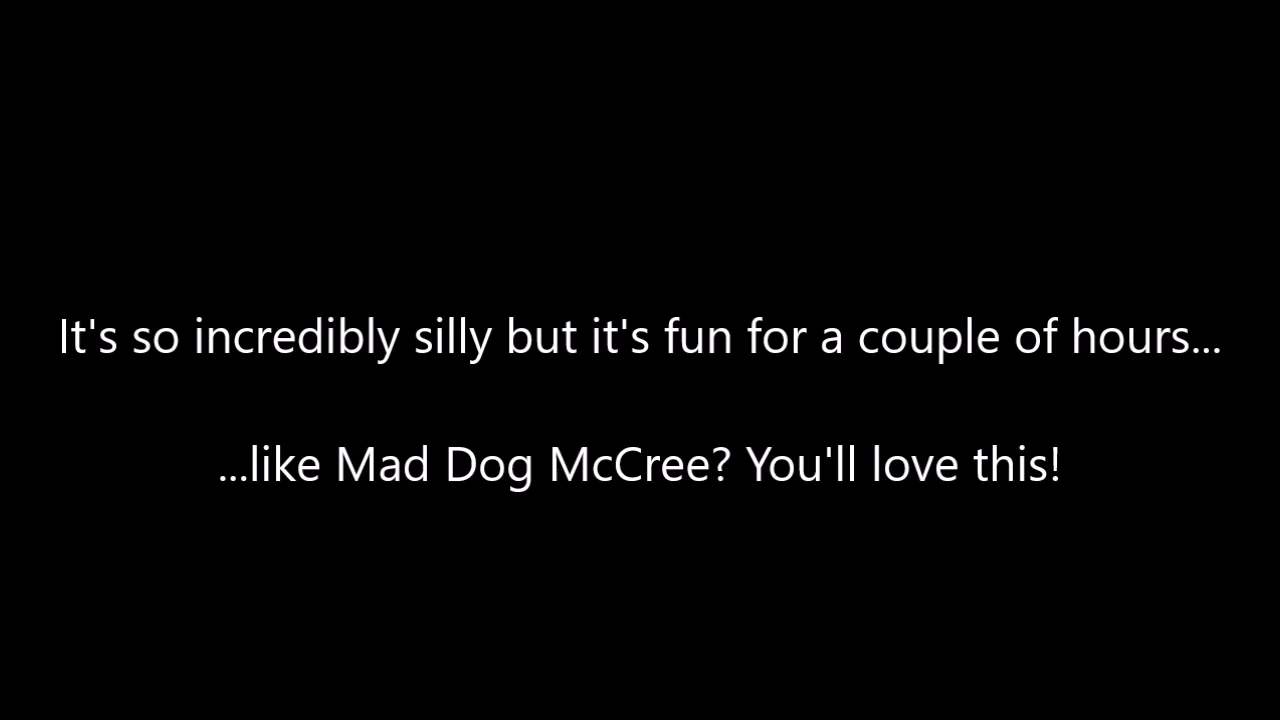 It's so incredibly silly but it's fun for a couple of hours...
...like Mad Dog McCree? You'll love this!